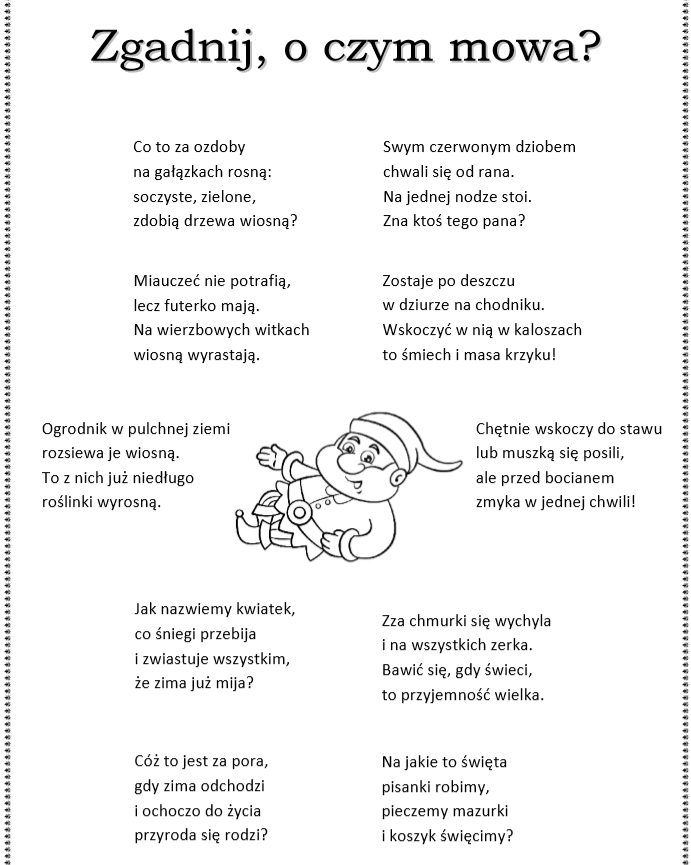 Zgadnij, o czym mowa?
Co to za ozdoby
na gałązkach rosną:
soczyste, zielone,
zdobią drzewa wiosną?
Swym czerwonym dziobem
chwali się od rana.
Na jednej nodze stoi.
Zna ktoś tego pana?
Miauczeć nie potrafią,
lecz futerko mają.
Na wierzbowych witkach
wiosną wyrastają.
Zostaje po deszczu
w dziurze na chodniku.
Wskoczyć w nią w kaloszach
to śmiech i masa krzyku!
Ogrodnik w pulchnej ziemi
rozsiewa je wiosną.
To z nich już niedługo
roślinki wyrosną.
Chętnie wskoczy do stawu
lub muszką się posili,
ale przed bocianem
zmyka w jednej chwili!
Jak nazwiemy kwiatek,
co śniegi przebija
i zwiastuje wszystkim,
że zima już mija?
Zza chmurki się wychyla
i na wszystkich zerka.
Bawić się, gdy świeci,
to przyjemność wielka.
Cóż to jest za pora,
gdy zima odchodzi
i ochoczo do życia
przyroda się rodzi?
Na jakie to święta
pisanki robimy,
pieczemy mazurki
i koszyk święcimy?